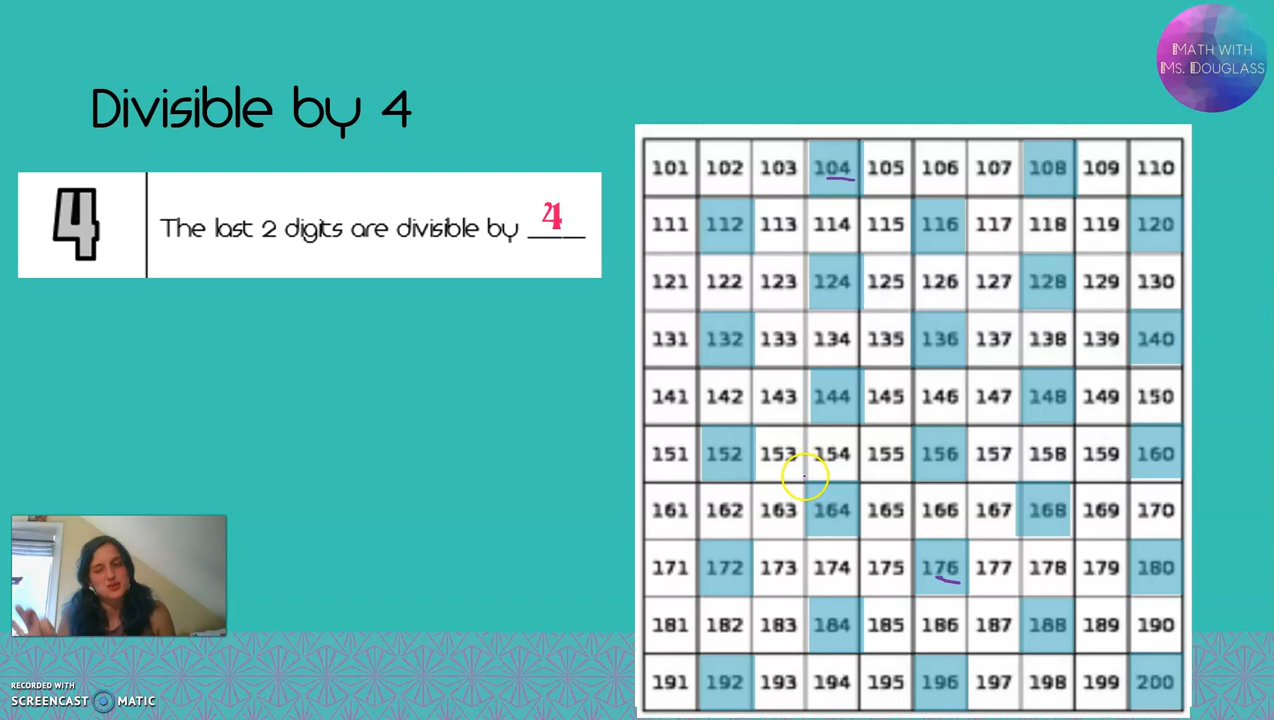 MATH WITH
MS. DOUGLASS
Divisible by 4
4
The last 2 digits are divisible by 4
101 102 103 104 105 106 107 108 109 110
111 112 113 114 115 116 117 118 119 120
121 122 123 124 125 126 127 128 129 130
131 132 133 134 135 136 137 138 139 140
141 142 143 144 145 146 147 148 149 150
151 152 153 154 155 156 157 158 159 160
161 162 163 164 165 166 167 168 169 170
171 172 173 174 175 176 177 178 179 180
181 182 183 184 185 186 187 188 189 190
191 192 193 194 195 196 197 198 199 200
RECORDED WITH
SCREENCAST MATIC